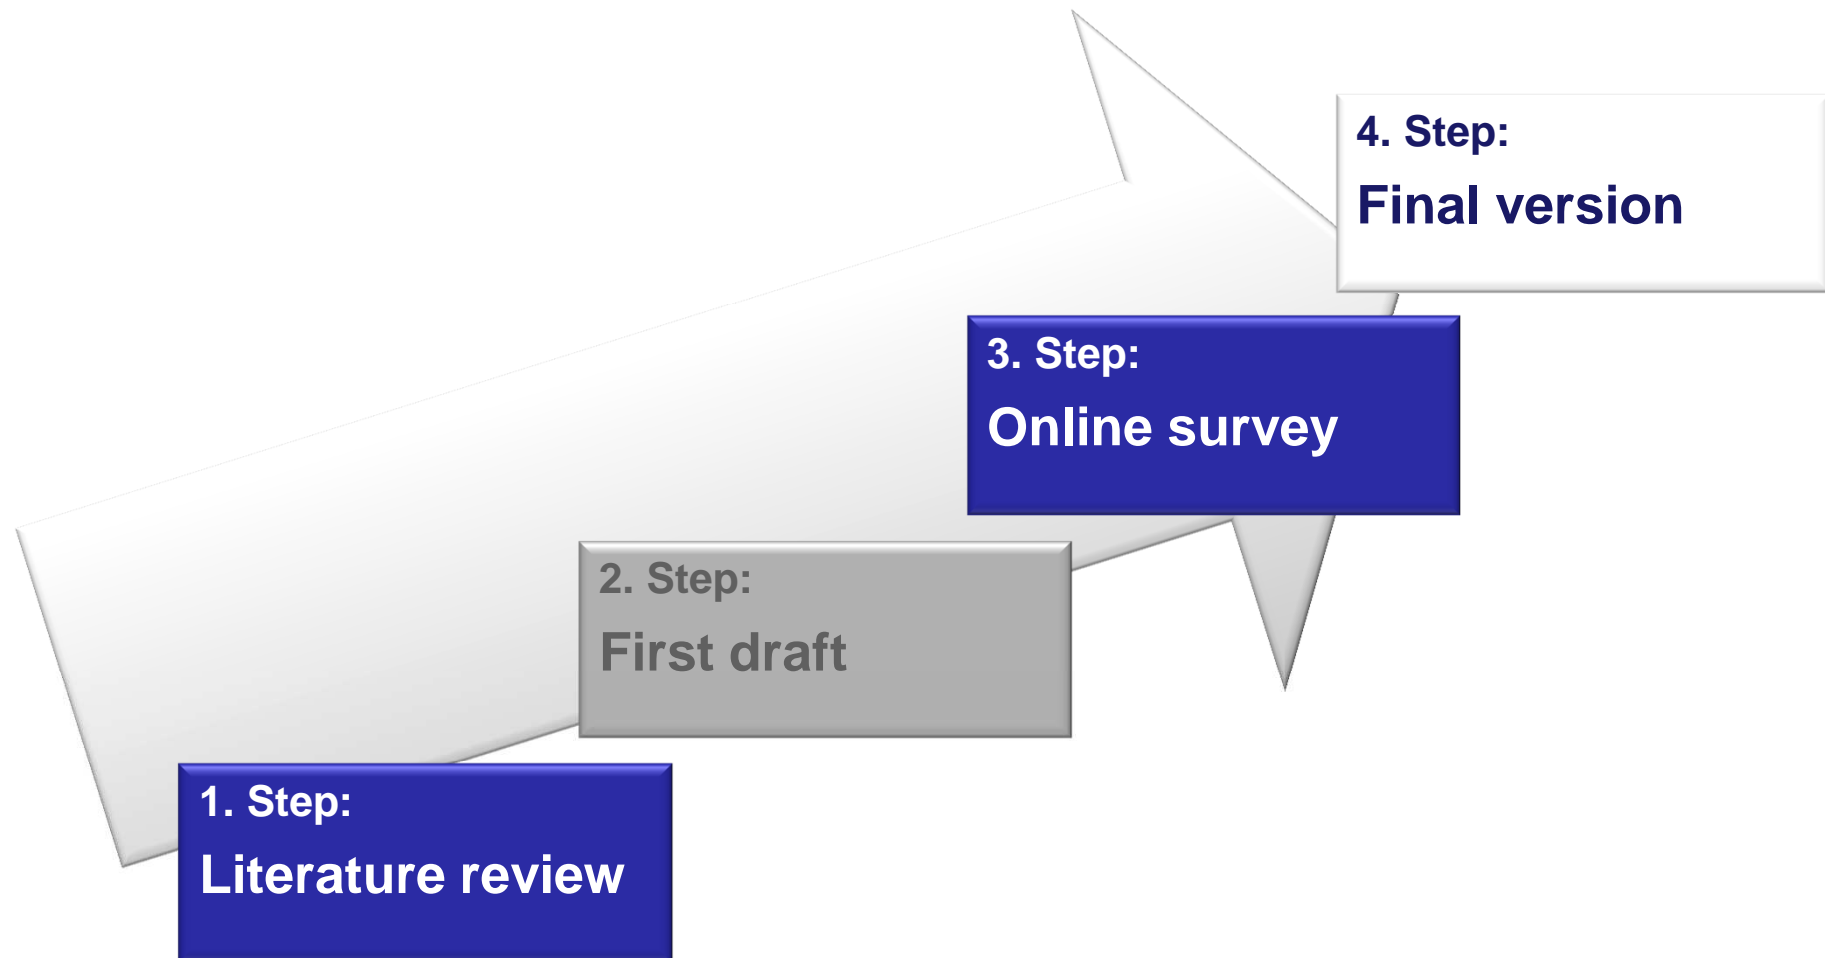 4. Step:
Final version
3. Step:
Online survey
2. Step:
First draft
1. Step:
Literature review